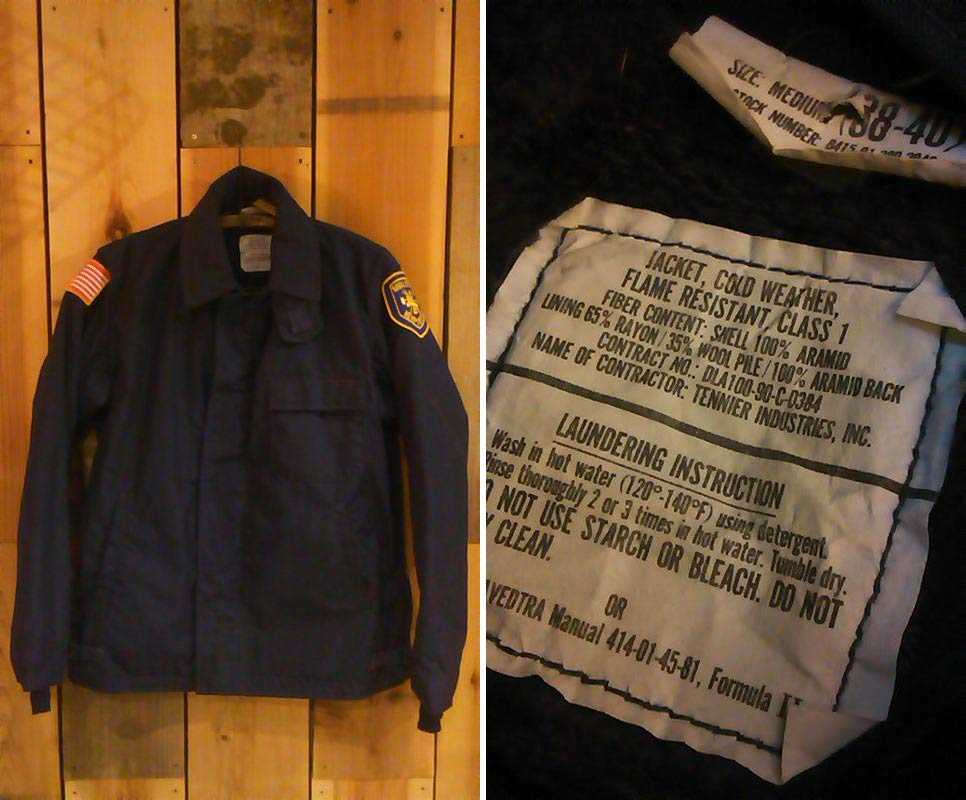 SIZE: MEDIUM (38-40)
STOCK NUMBER: 8415-01-
JACKET, COLD WEATHER,
FLAME RESISTANT, CLASS 1
FIBER CONTENT: SHELL 100% ARAMID
LINING 65% RAYON/35% WOOL PILE/100% ARAMID BACK
CONTRACT NO.: DLA100-90-C-0384
NAME OF CONTRACTOR: TENNIER INDUSTRIES, INC.
LAUNDERING INSTRUCTION
Wash in hot water (120°-140°F) using detergent.
Rinse thoroughly 2 or 3 times in hot water. Tumble dry.
NOT USE STARCH OR BLEACH. DO NOT
CLEAN.
OR
Manual 414-01-45-81, Formula